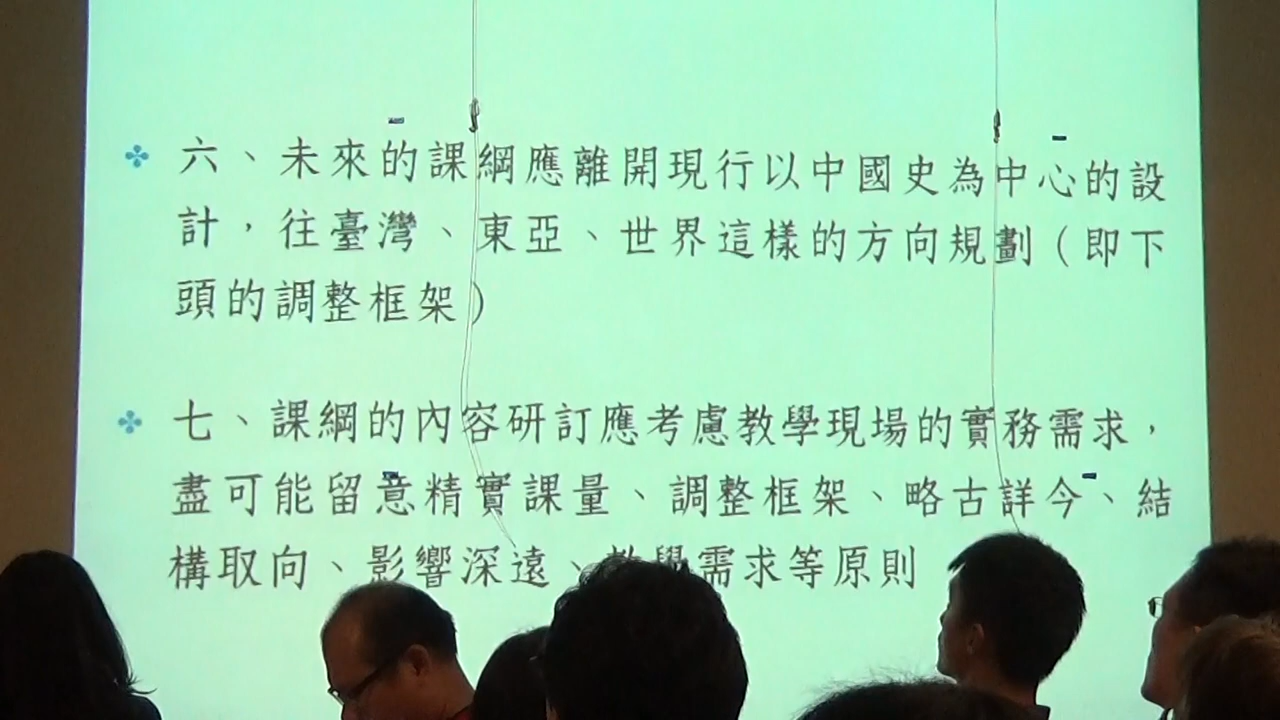 六、未來的課綱應離開現行以中國史為中心的設
計，往臺灣、東亞、世界這樣的方向規劃（即下
頭的調整框架）
七、課綱的內容研訂應考慮教學現場的實務需求，
盡可能留意精實課量、調整框架、略古詳今、結
構取向、影響深遠、教學需求等原則